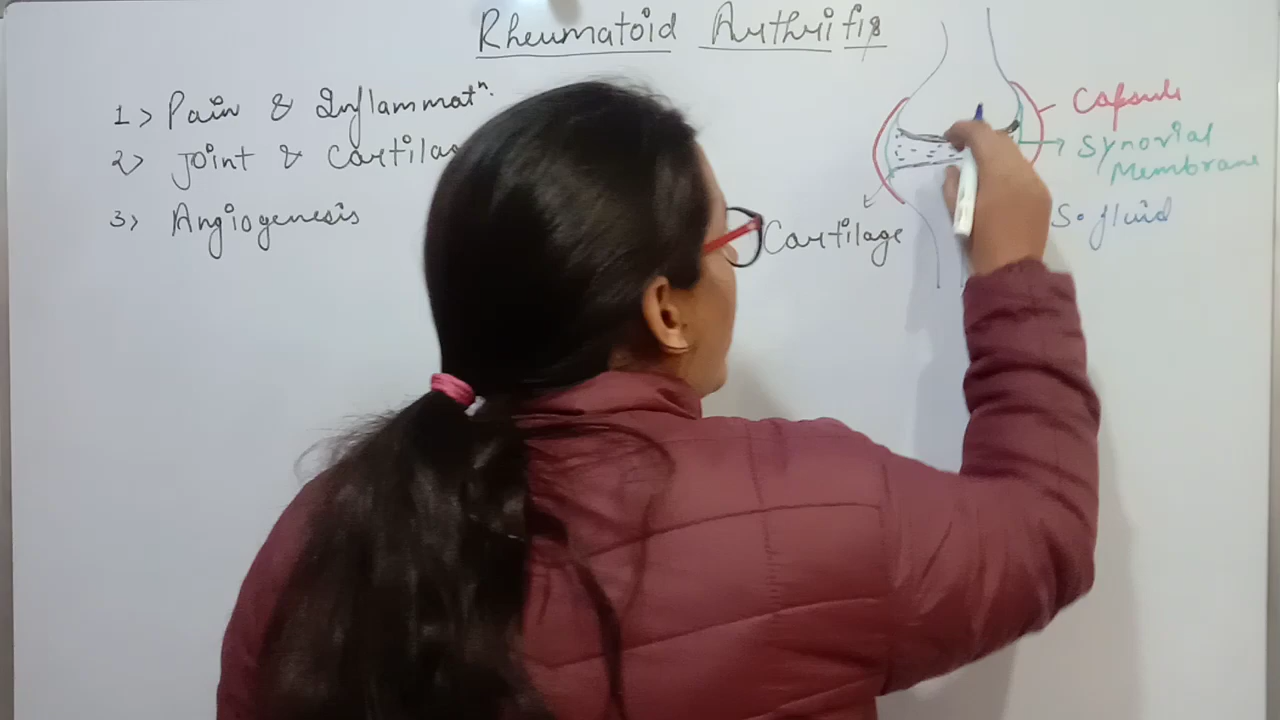 Rheumatoid Arthritis
1> Pain & Inflammatⁿ.
2> Joint & Cartilag
3> Angiogenesis
Capsule
Synovial
Membrane
S. fluid
Cartilage